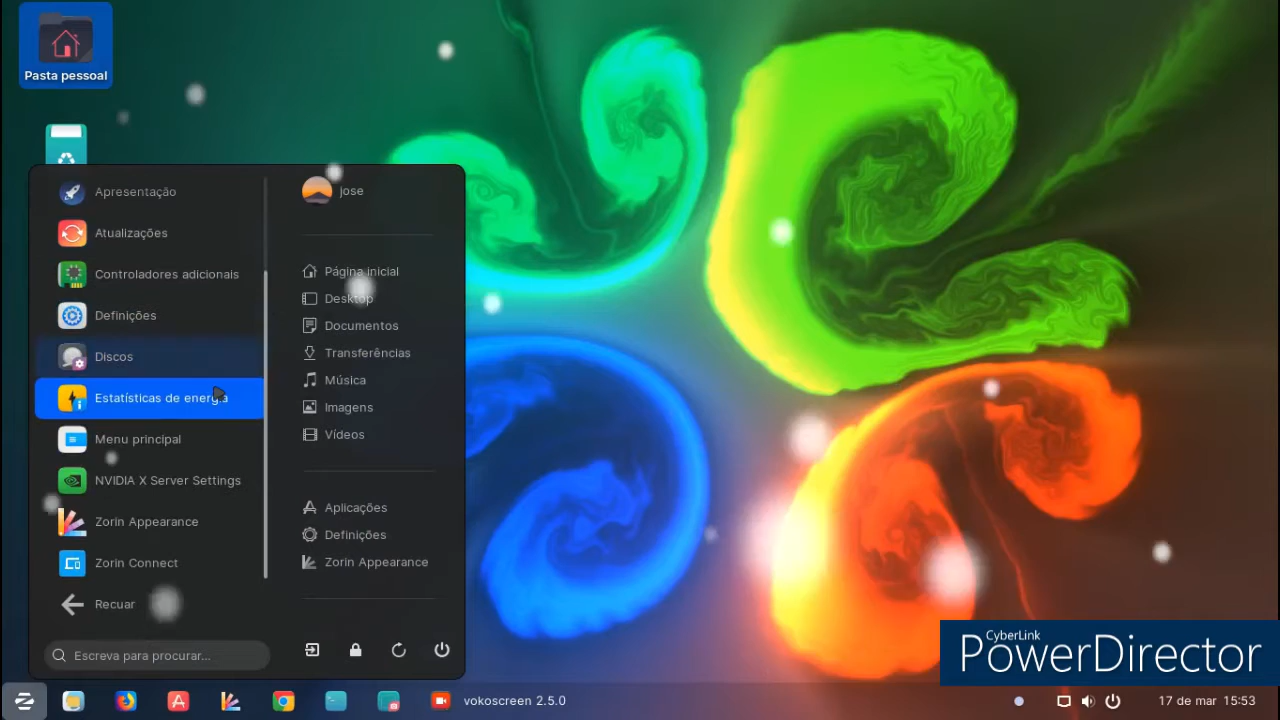 Pasta pessoal
Apresentação
Atualizações
Controladores adicionais
Definições
Discos
Estatísticas de energia
Menu principal
NVIDIA X Server Settings
Zorin Appearance
Zorin Connect
Recuar
Escreva para procurar...
jose
Página inicial
Desktop
Documentos
Transferências
Música
Imagens
Vídeos
Aplicações
Definições
Zorin Appearance
CyberLink
PowerDirector
vokoscreen 2.5.0
17 de mar 15:53